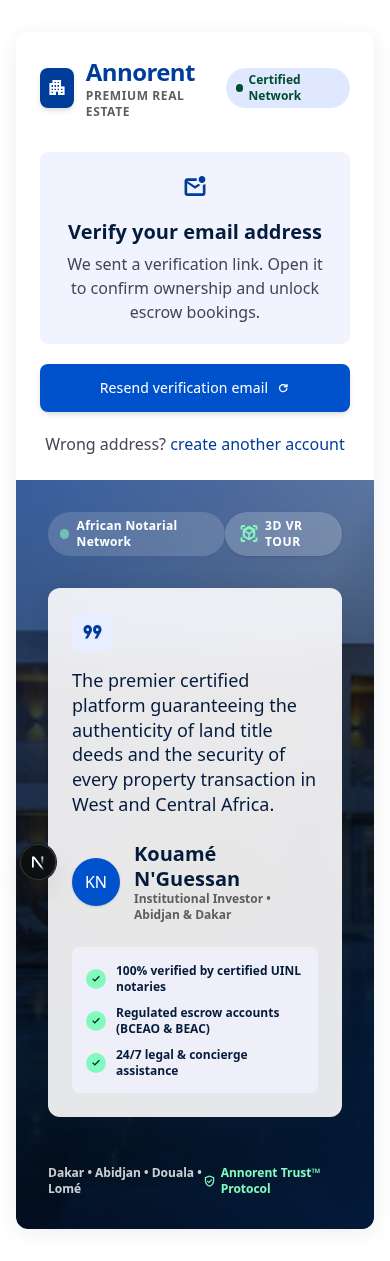 Annorent
PREMIUM REAL
ESTATE
Certified
Network
Verify your email address
We sent a verification link. Open it
to confirm ownership and unlock
escrow bookings.
Resend verification email
Wrong address? create another account
African Notarial
Network
3D VR
TOUR
The premier certified
platform guaranteeing the
authenticity of land title
deeds and the security of
every property transaction in
West and Central Africa.
N
KN
Kouamé
N'Guessan
Institutional Investor •
Abidjan & Dakar
100% verified by certified UINL
notaries
Regulated escrow accounts
(BCEAO & BEAC)
24/7 legal & concierge
assistance
Dakar • Abidjan • Douala •
Lomé
Annorent Trust™
Protocol